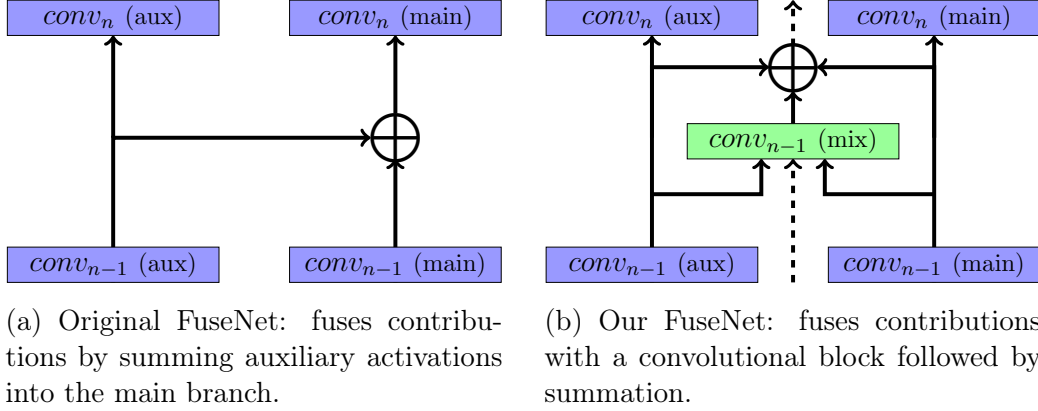 conv_n (aux)
conv_n (main)
conv_{n−1} (aux)
conv_{n−1} (main)
(a) Original FuseNet: fuses contribu-
tions by summing auxiliary activations
into the main branch.
conv_n (aux)
conv_n (main)
conv_{n−1} (mix)
conv_{n−1} (aux)
conv_{n−1} (main)
(b) Our FuseNet: fuses contributions
with a convolutional block followed by
summation.